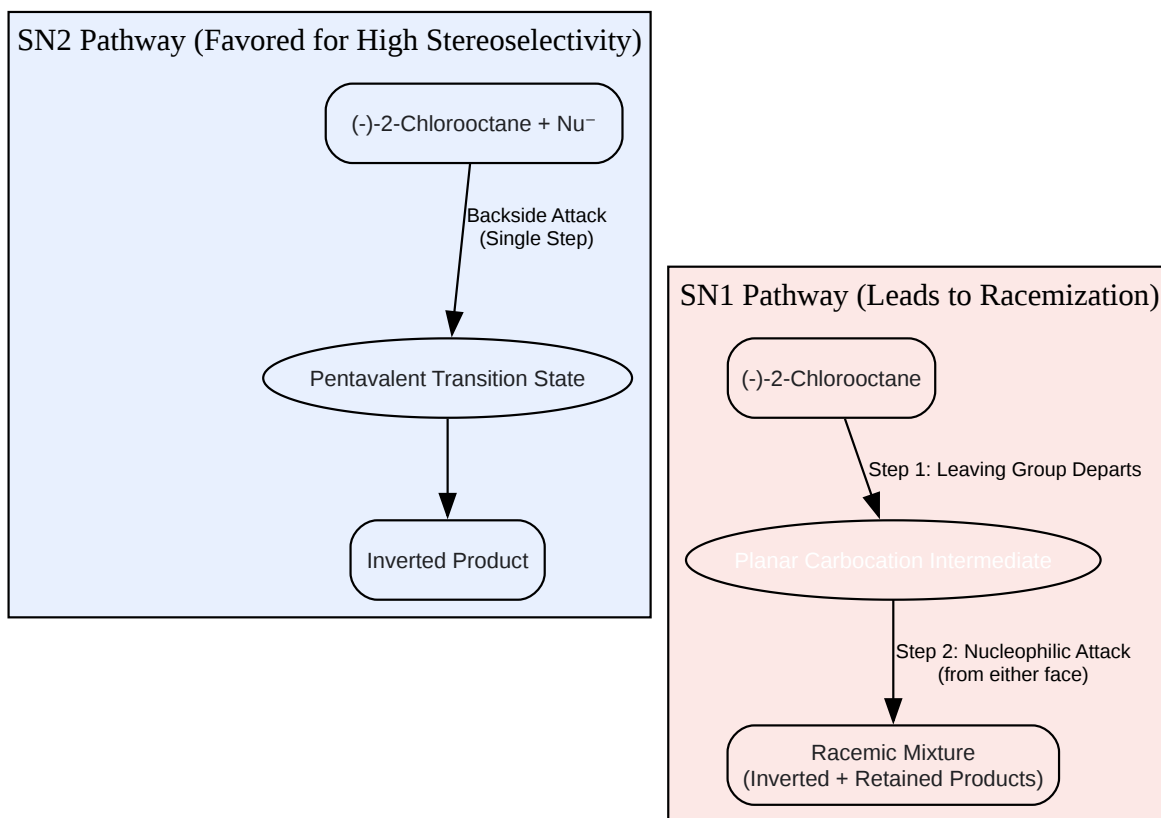 SN2 Pathway (Favored for High Stereoselectivity)
(-)-2-Chlorooctane + Nu⁻
Backside Attack
(Single Step)
Pentavalent Transition State
Inverted Product
SN1 Pathway (Leads to Racemization)
(-)-2-Chlorooctane
Step 1: Leaving Group Departs
Planar Carbocation Intermediate
Step 2: Nucleophilic Attack
(from either face)
Racemic Mixture
(Inverted + Retained Products)